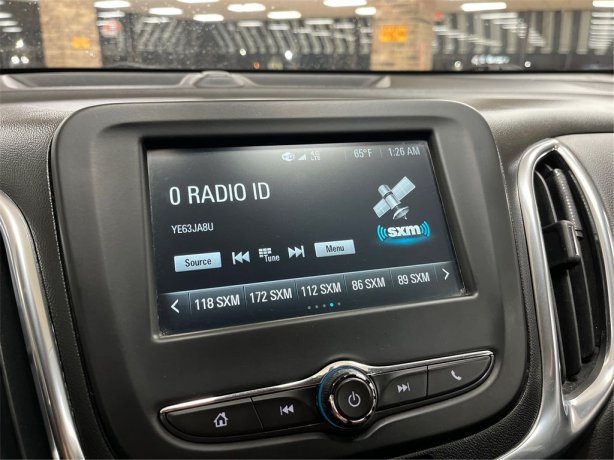 LTE 65°F 1:26 AM
0 RADIO ID
YE63JA8U
Source Tune Menu
sxm
118 SXM 172 SXM 112 SXM 86 SXM 89 SXM